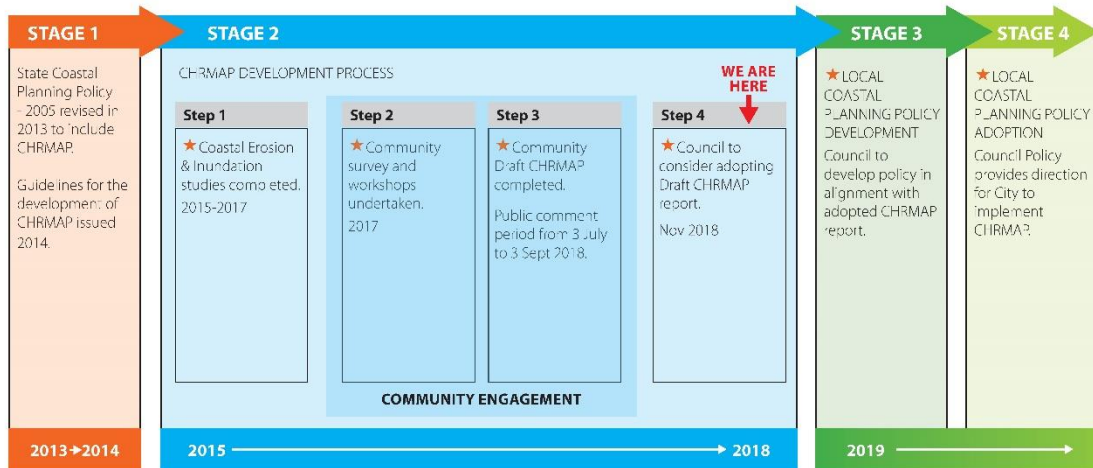 STAGE 1
State Coastal
Planning Policy
- 2005 revised in
2013 to include
CHRMAP.
Guidelines for the
development of
CHRMAP issued
2014.
2013→2014
STAGE 2
CHRMAP DEVELOPMENT PROCESS
Step 1
★ Coastal Erosion
& Inundation
studies completed.
2015-2017
Step 2
★ Community
survey and
workshops
undertaken.
2017
Step 3
★ Community
Draft CHRMAP
completed.
Public comment
period from 3 July
to 3 Sept 2018.
COMMUNITY ENGAGEMENT
WE ARE
HERE
Step 4
★ Council to
consider adopting
Draft CHRMAP
report.
Nov 2018
2015 → 2018
STAGE 3
★ LOCAL
COASTAL
PLANNING POLICY
DEVELOPMENT
Council to
develop policy in
alignment with
adopted CHRMAP
report.
STAGE 4
★ LOCAL
COASTAL
PLANNING POLICY
ADOPTION
Council Policy
provides direction
for City to
implement
CHRMAP.
2019 →